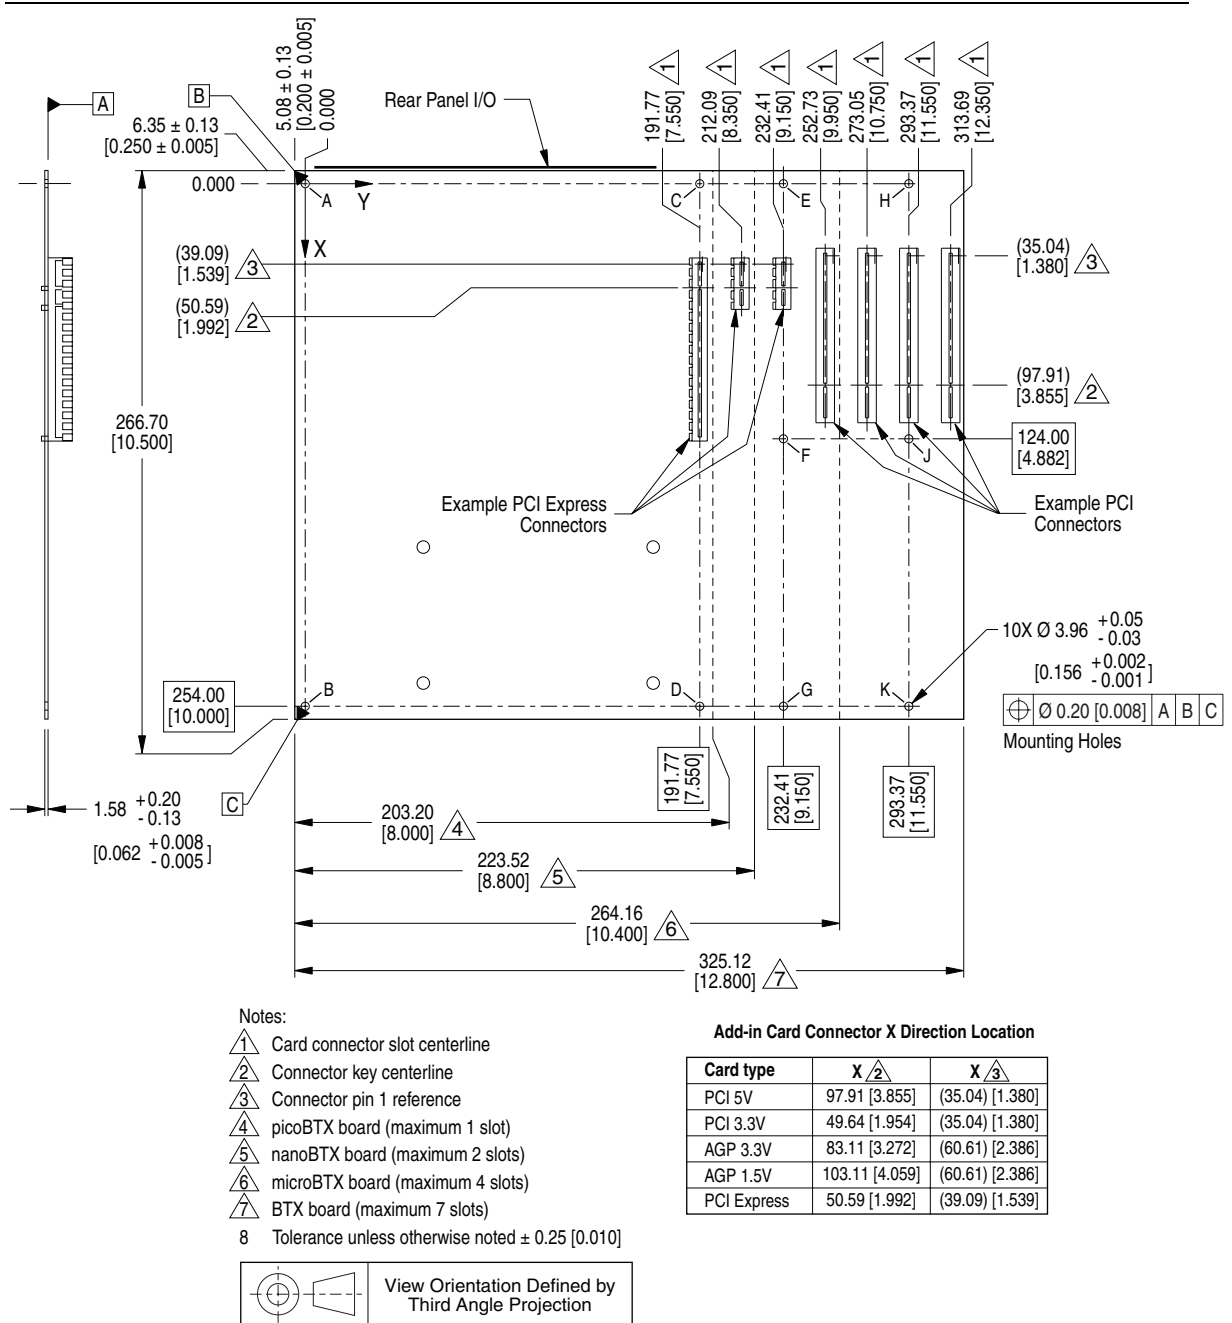 A
B
5.08 ± 0.13
[0.200 ± 0.005]
0.000
6.35 ± 0.13
[0.250 ± 0.005]
Rear Panel I/O
191.77
[7.550]
1
212.09
[8.350]
1
232.41
[9.150]
1
252.73
[9.950]
1
273.05
[10.750]
1
293.37
[11.550]
1
313.69
[12.350]
1
0.000
A
Y
X
C
E
H
(39.09)
[1.539]
3
(50.59)
[1.992]
2
(35.04)
[1.380]
3
(97.91)
[3.855]
2
266.70
[10.500]
124.00
[4.882]
F
J
Example PCI Express
Connectors
Example PCI
Connectors
10X Ø 3.96 +0.05
- 0.03
[0.156 +0.002
- 0.001 ]
Ø 0.20 [0.008] A B C
Mounting Holes
254.00
[10.000]
B
D
G
K
C
191.77
[7.550]
232.41
[9.150]
293.37
[11.550]
1.58 +0.20
- 0.13
[0.062 +0.008
- 0.005 ]
203.20
[8.000]
4
223.52
[8.800]
5
264.16
[10.400]
6
325.12
[12.800]
7
Notes:
1 Card connector slot centerline
2 Connector key centerline
3 Connector pin 1 reference
4 picoBTX board (maximum 1 slot)
5 nanoBTX board (maximum 2 slots)
6 microBTX board (maximum 4 slots)
7 BTX board (maximum 7 slots)
8 Tolerance unless otherwise noted ± 0.25 [0.010]
View Orientation Defined by
Third Angle Projection
Add-in Card Connector X Direction Location
Card type X 2 X 3
PCI 5V 97.91 [3.855] (35.04) [1.380]
PCI 3.3V 49.64 [1.954] (35.04) [1.380]
AGP 3.3V 83.11 [3.272] (60.61) [2.386]
AGP 1.5V 103.11 [4.059] (60.61) [2.386]
PCI Express 50.59 [1.992] (39.09) [1.539]